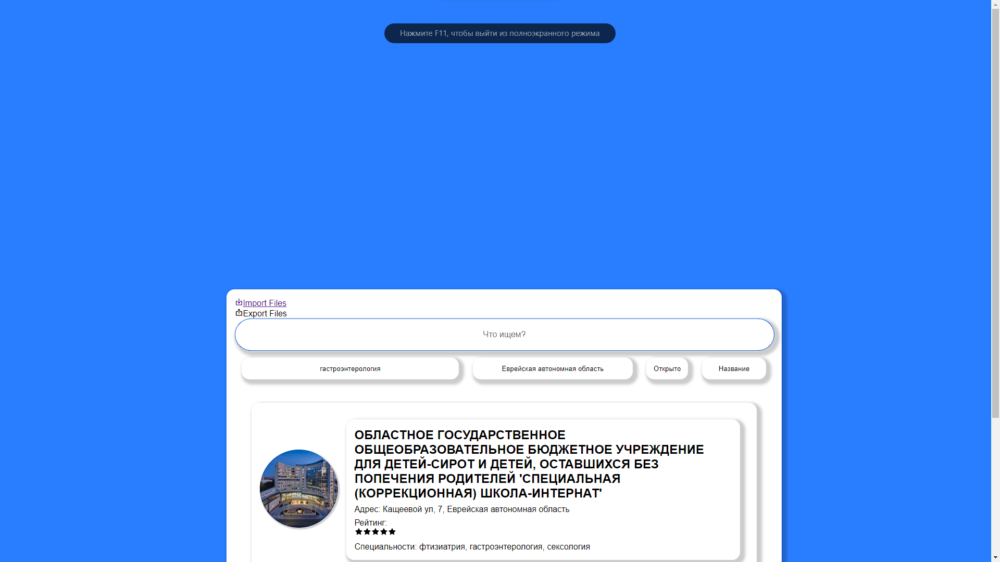 Нажмите F11, чтобы выйти из полноэкранного режима
Import Files
Export Files
Что ищем?
гастроэнтерология
Еврейская автономная область
Открыто
Название
ОБЛАСТНОЕ ГОСУДАРСТВЕННОЕ
ОБЩЕОБРАЗОВАТЕЛЬНОЕ БЮДЖЕТНОЕ УЧРЕЖДЕНИЕ
ДЛЯ ДЕТЕЙ-СИРОТ И ДЕТЕЙ, ОСТАВШИХСЯ БЕЗ
ПОПЕЧЕНИЯ РОДИТЕЛЕЙ 'СПЕЦИАЛЬНАЯ
(КОРРЕКЦИОННАЯ) ШКОЛА-ИНТЕРНАТ'
Адрес: Кащеевой ул, 7, Еврейская автономная область
Рейтинг:
Специальности: фтизиатрия, гастроэнтерология, сексология